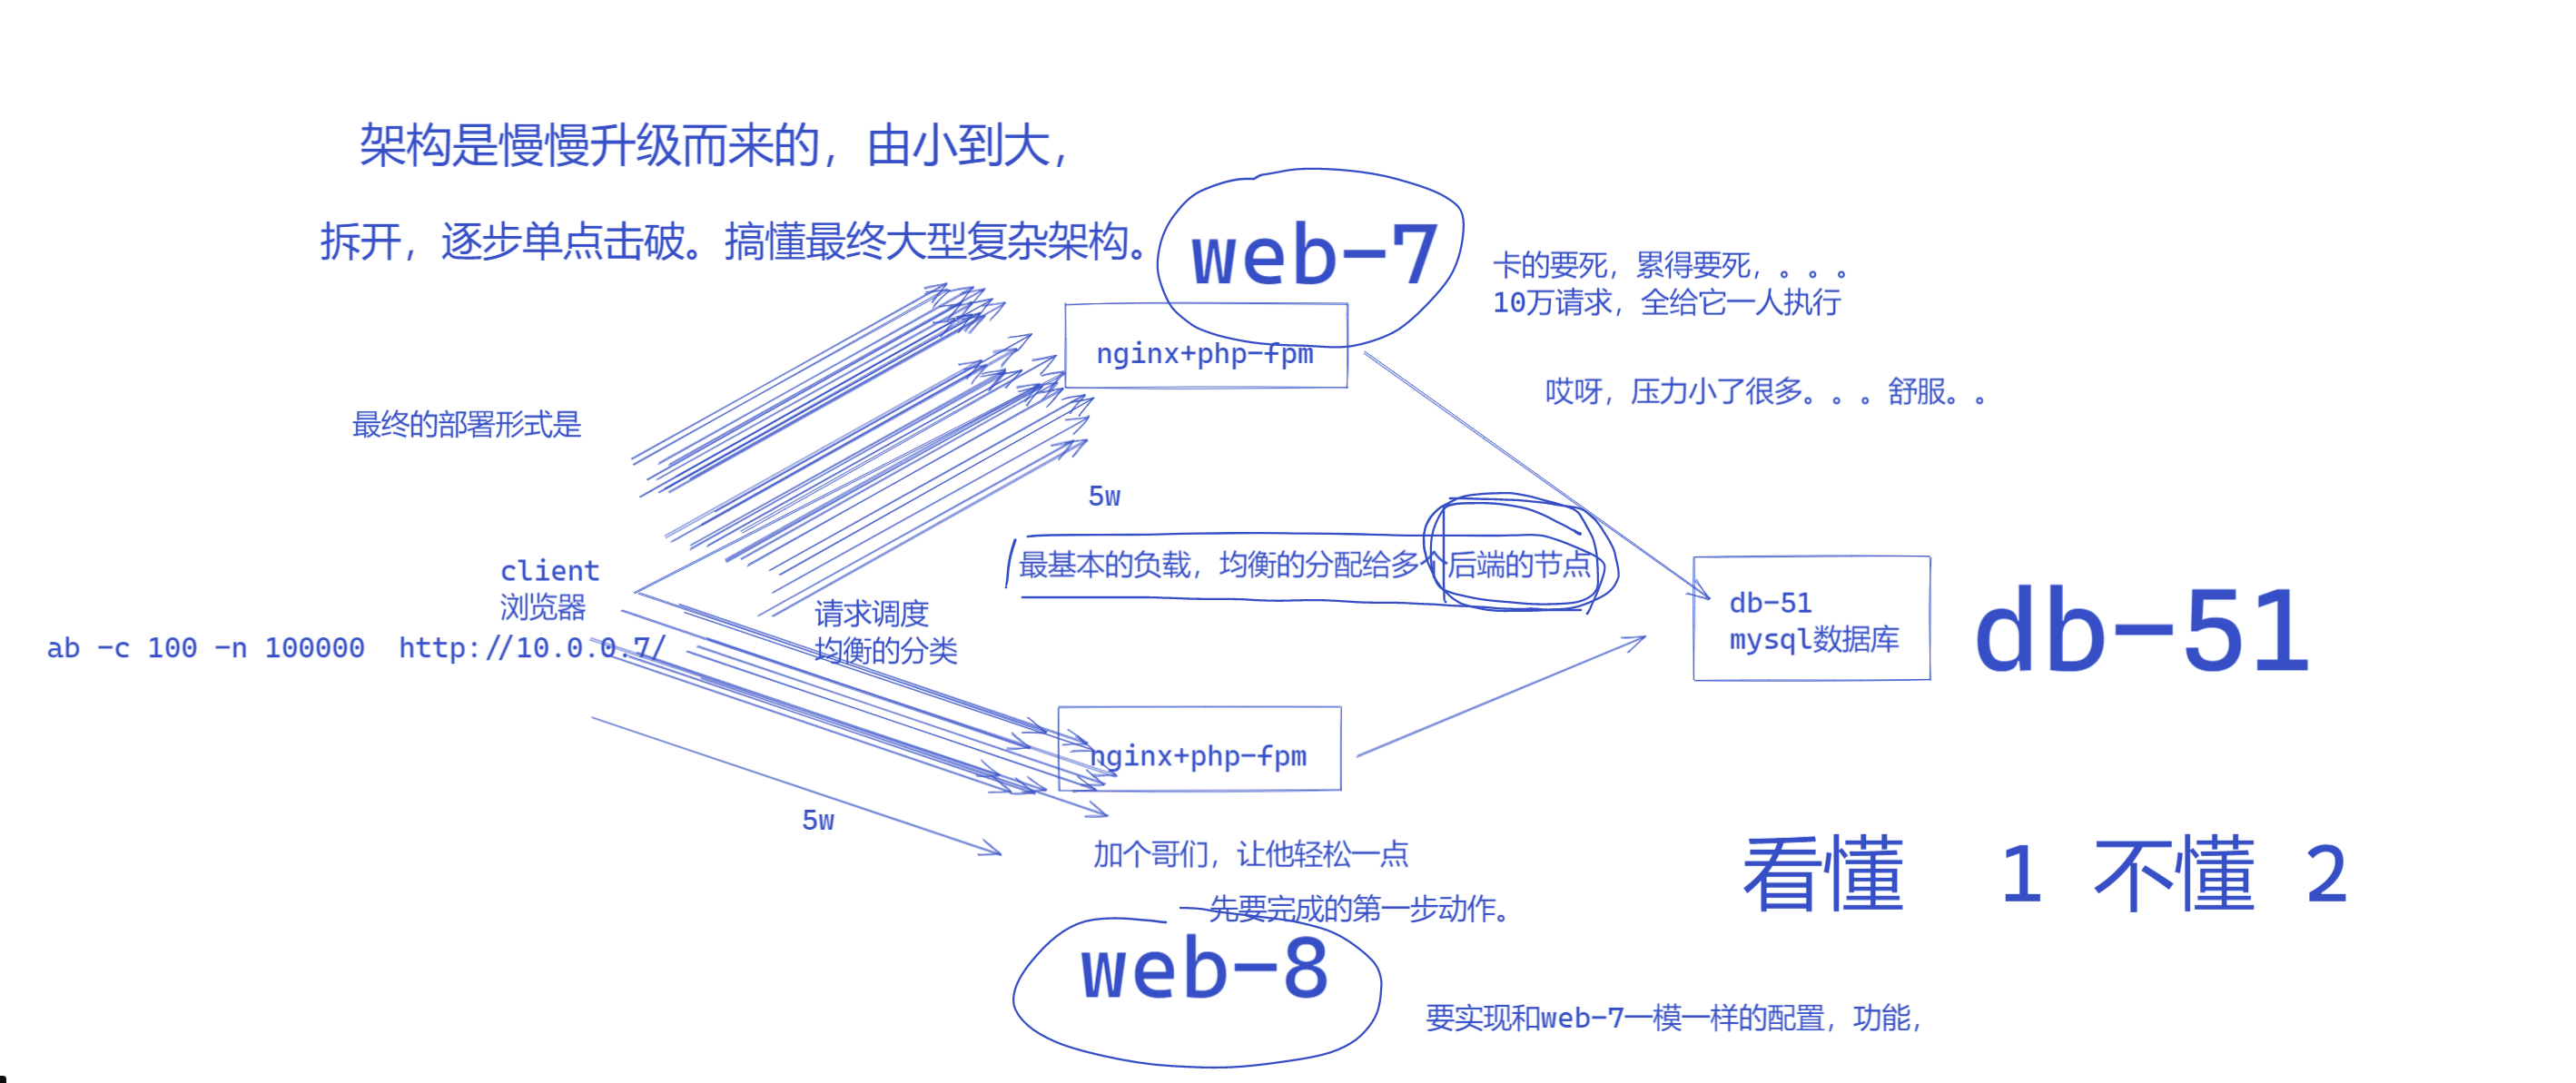 架构是慢慢升级而来的，由小到大，
拆开，逐步单点击破。搞懂最终大型复杂架构。
web-7
卡的要死，累得要死，。。。
10万请求，全给它一人执行
nginx+php-fpm
哎呀，压力小了很多。。。舒服。。
最终的部署形式是
5w
最基本的负载，均衡的分配给多个后端的节点
client
浏览器
ab -c 100 -n 100000  http://10.0.0.7/
请求调度
均衡的分类
db-51
mysql数据库
db-51
nginx+php-fpm
5w
加个哥们，让他轻松一点
先要完成的第一步动作。
看懂  1 不懂 2
web-8
要实现和web-7一模一样的配置，功能，